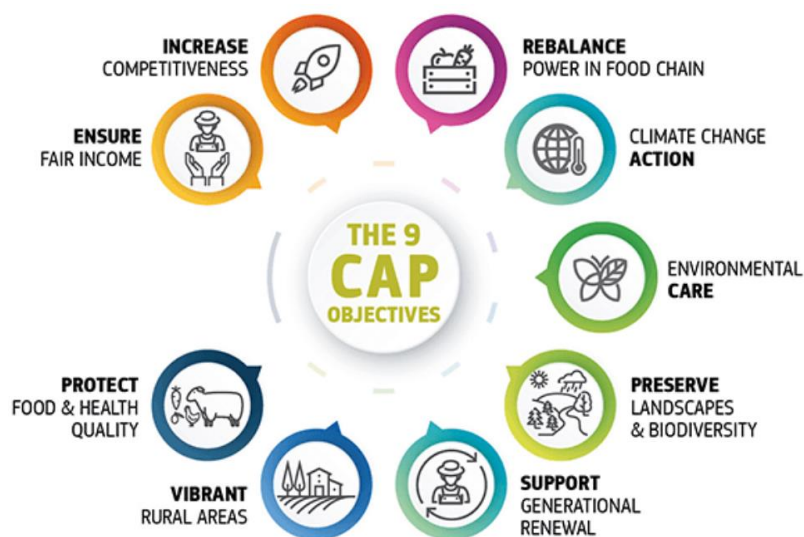 INCREASE
COMPETITIVENESS
REBALANCE
POWER IN FOOD CHAIN
ENSURE
FAIR INCOME
CLIMATE CHANGE
ACTION
THE 9
CAP
OBJECTIVES
ENVIRONMENTAL
CARE
PROTECT
FOOD & HEALTH
QUALITY
PRESERVE
LANDSCAPES
& BIODIVERSITY
VIBRANT
RURAL AREAS
SUPPORT
GENERATIONAL
RENEWAL